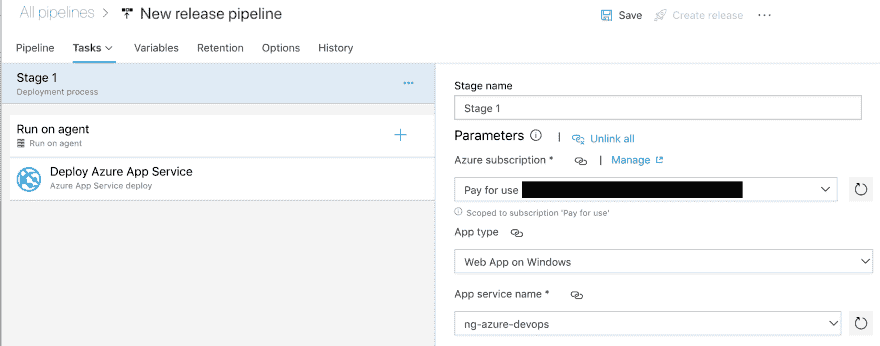 All pipelines > New release pipeline
Save
Create release
Pipeline
Tasks
Variables
Retention
Options
History
Stage 1
Deployment process
Run on agent
Run on agent
Deploy Azure App Service
Azure App Service deploy
Stage name
Stage 1
Parameters | Unlink all
Azure subscription * | Manage
Pay for use
Scoped to subscription 'Pay for use'
App type
Web App on Windows
App service name *
ng-azure-devops